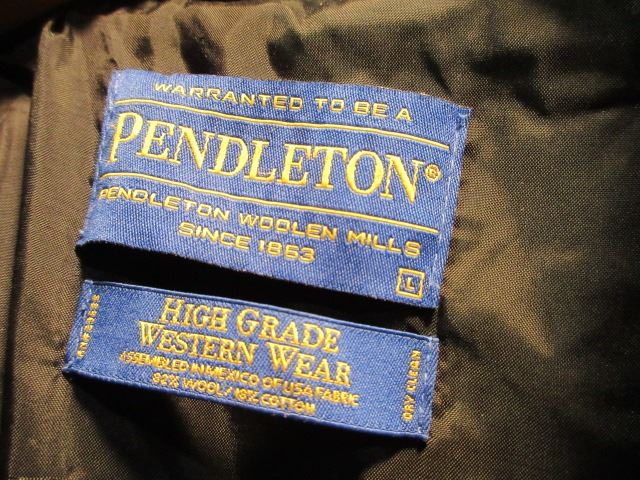 WARRANTED TO BE A
PENDLETON®
PENDLETON WOOLEN MILLS
SINCE 1863
L
HIGH GRADE
WESTERN WEAR
ASSEMBLED IN MEXICO OF USA FABRIC
82% WOOL/18% COTTON
DRY CLEAN